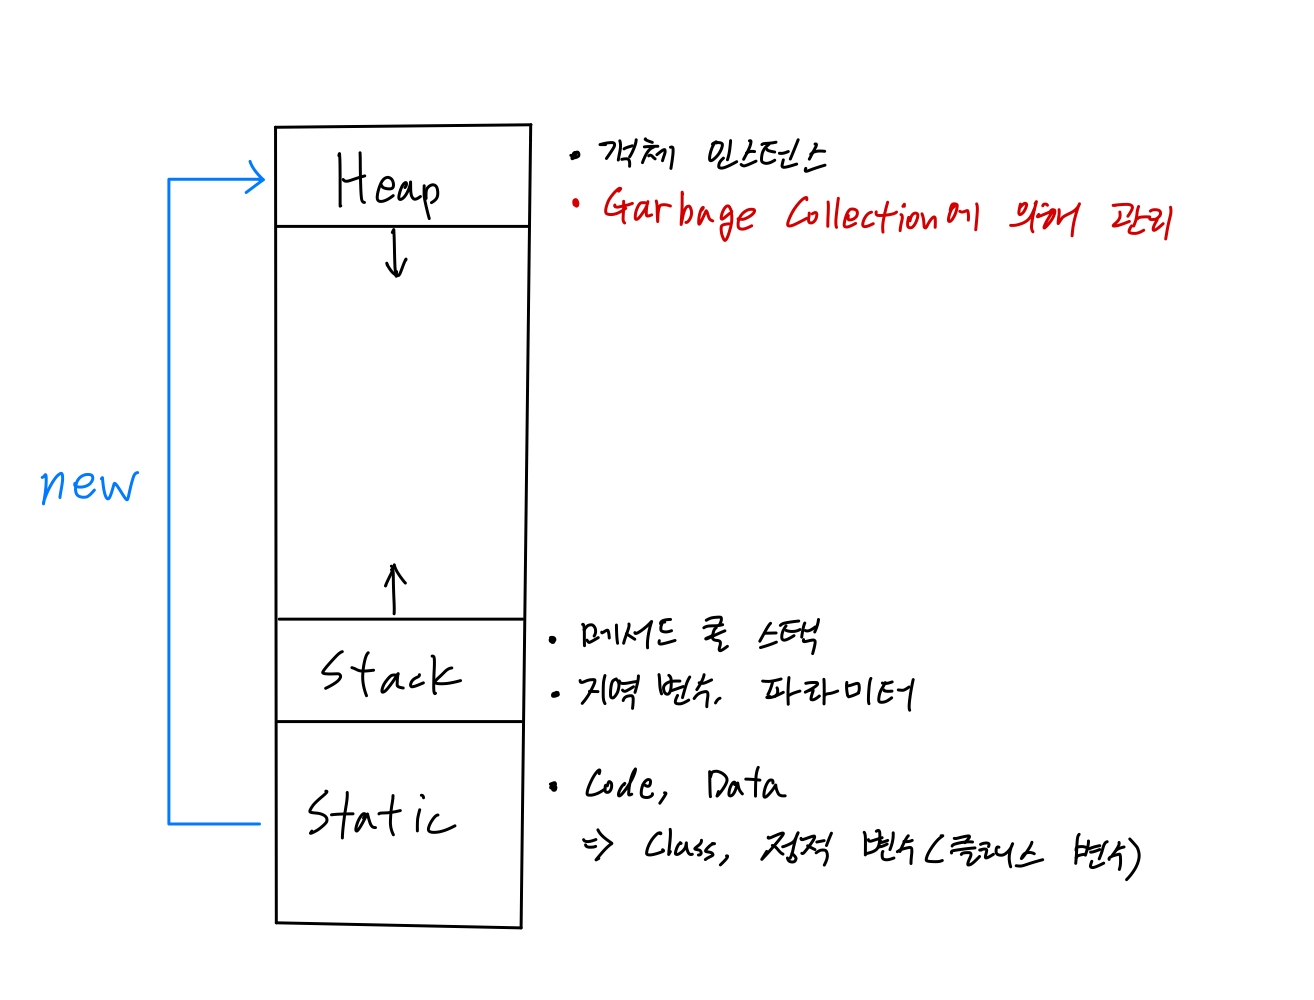 Heap
• 객체 인스턴스
• Garbage Collection에 의해 관리
new
Stack
• 메서드 콜 스택
• 지역 변수, 파라미터
Static
• Code, Data
⇒ Class, 정적 변수(클래스 변수)